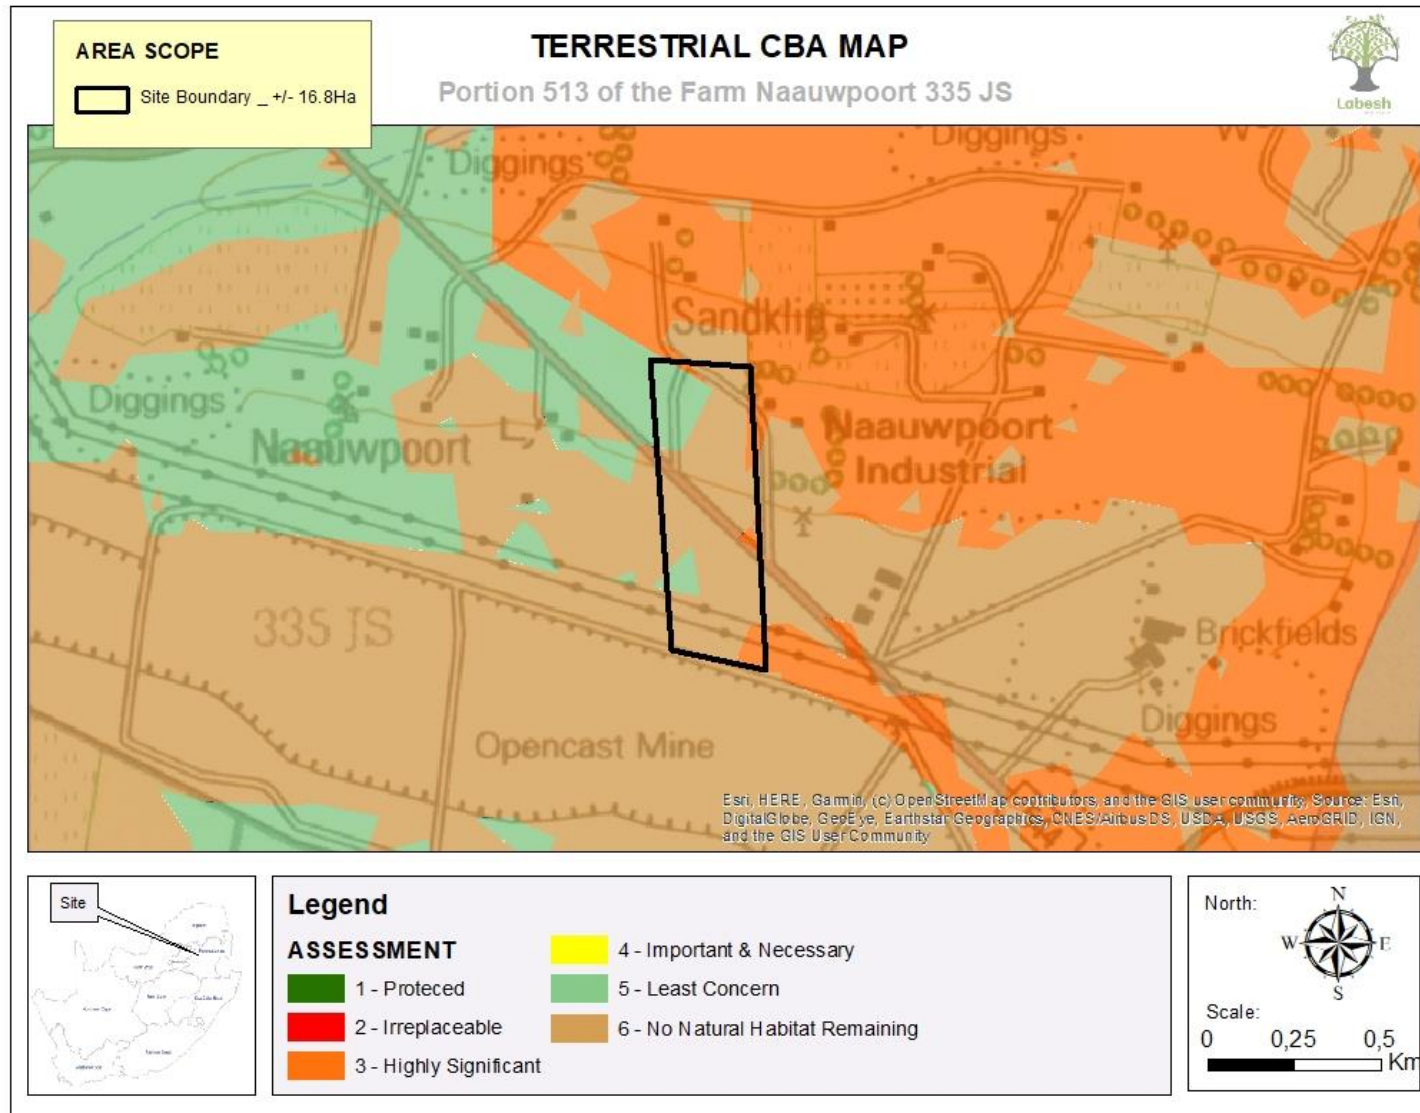 AREA SCOPE
Site Boundary _ +/- 16.8Ha
TERRESTRIAL CBA MAP
Portion 513 of the Farm Naauwpoort 335 JS
Labesh
Diggings
Diggings
W
Sandklip
Diggings
Naauwpoort
Naauwpoort
Industrial
335 JS
Brickfields
Diggings
Opencast Mine
Esri, HERE, Garmin, (c) OpenStreetMap contributors, and the GIS user community, Source: Esri,
DigitalGlobe, GeoEye, Earthstar Geographics, CNES/Airbus DS, USDA, USGS, AeroGRID, IGN,
and the GIS User Community
Site
Legend
ASSESSMENT
1 - Proteced
2 - Irreplaceable
3 - Highly Significant
4 - Important & Necessary
5 - Least Concern
6 - No Natural Habitat Remaining
North:
N
W E
S
Scale:
0 0,25 0,5
Km